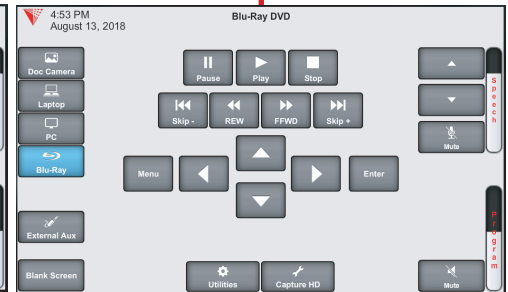 4:53 PM
August 13, 2018
Blu-Ray DVD
Doc Camera
Laptop
PC
Blu-Ray
External Aux
Blank Screen
Pause
Play
Stop
Skip -
REW
FFWD
Skip +
Menu
Enter
Utilities
Capture HD
Speech
Mute
Program
Mute